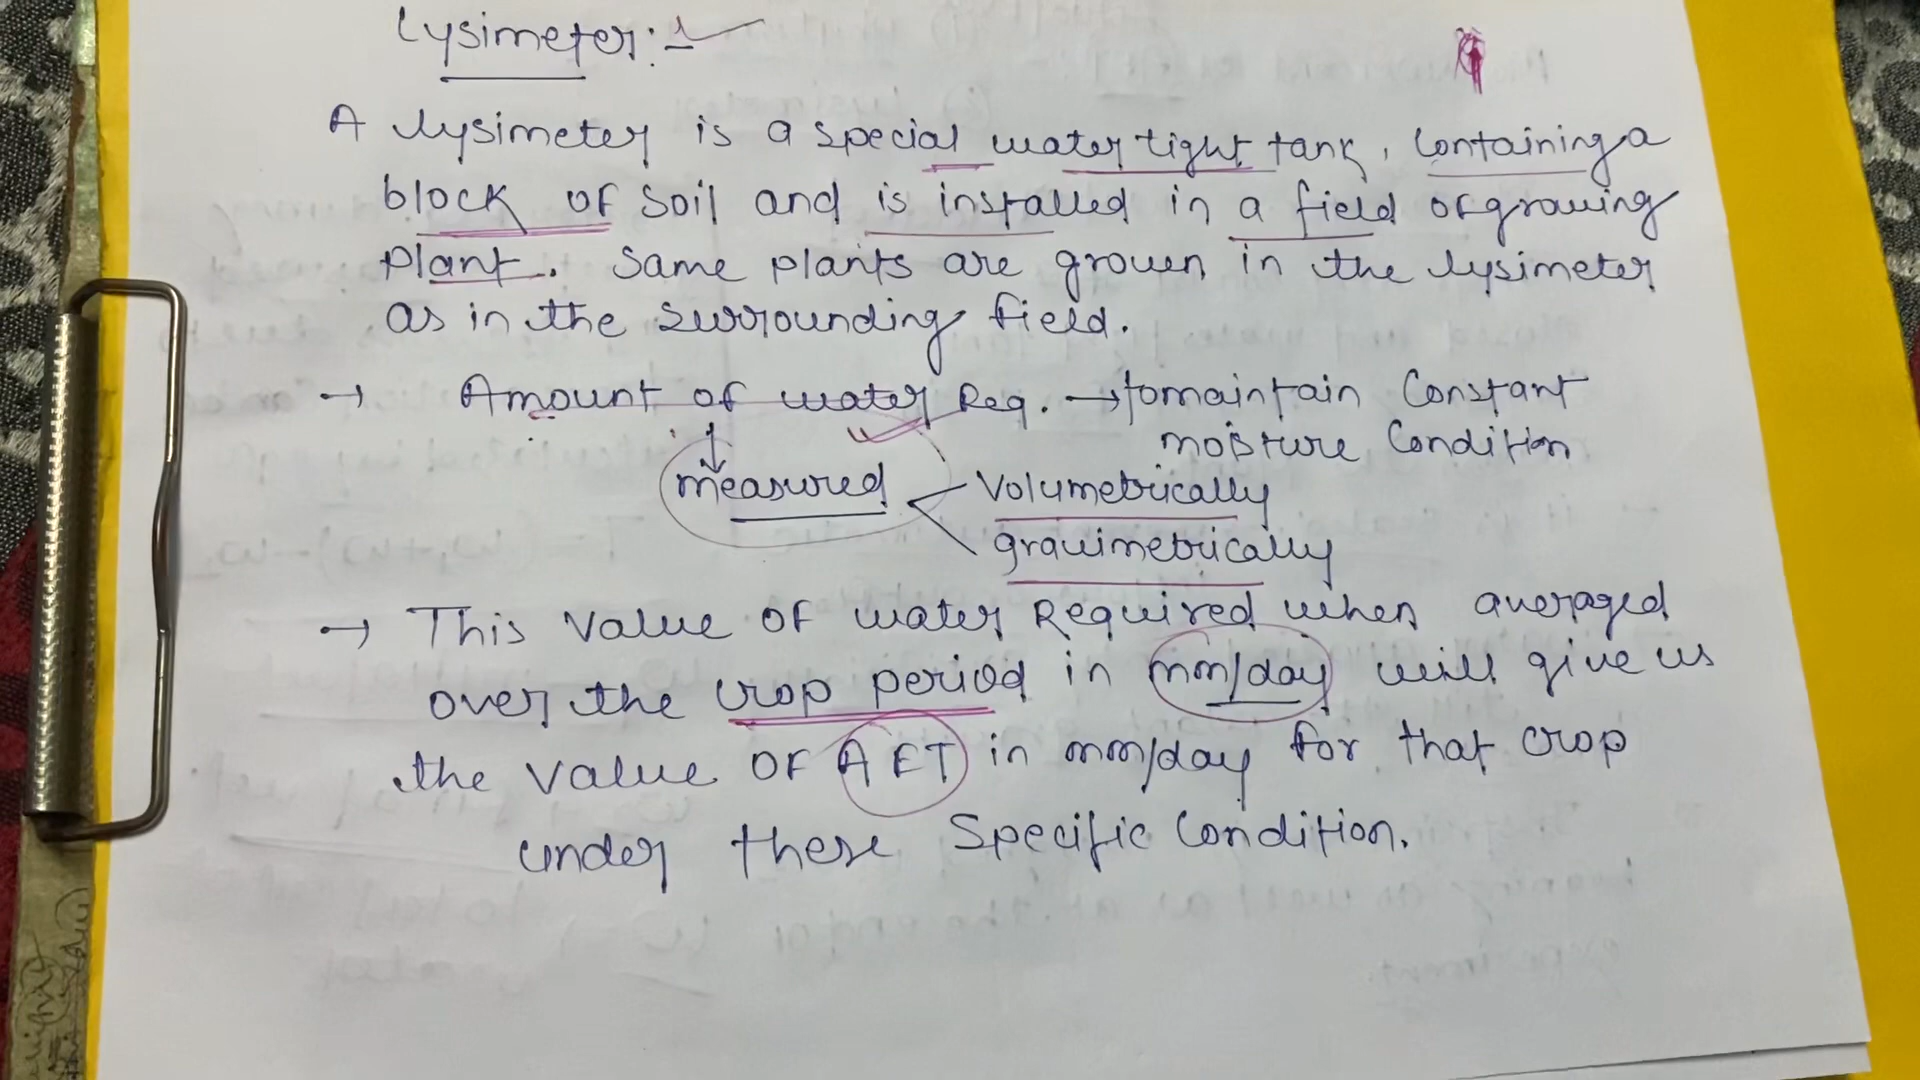 Lysimeter:-
A lysimeter is a special water tight tank, containing a
block of soil and is installed in a field of growing
plant. Same plants are grown in the lysimeter
as in the surrounding field.
→ Amount of water Req. → to maintain constant
moisture condition
measured
Volumetrically
gravimetrically
→ This value of water Required when averaged
over the crop period in mm/day will give us
the value of AET in mm/day for that crop
under these specific condition.